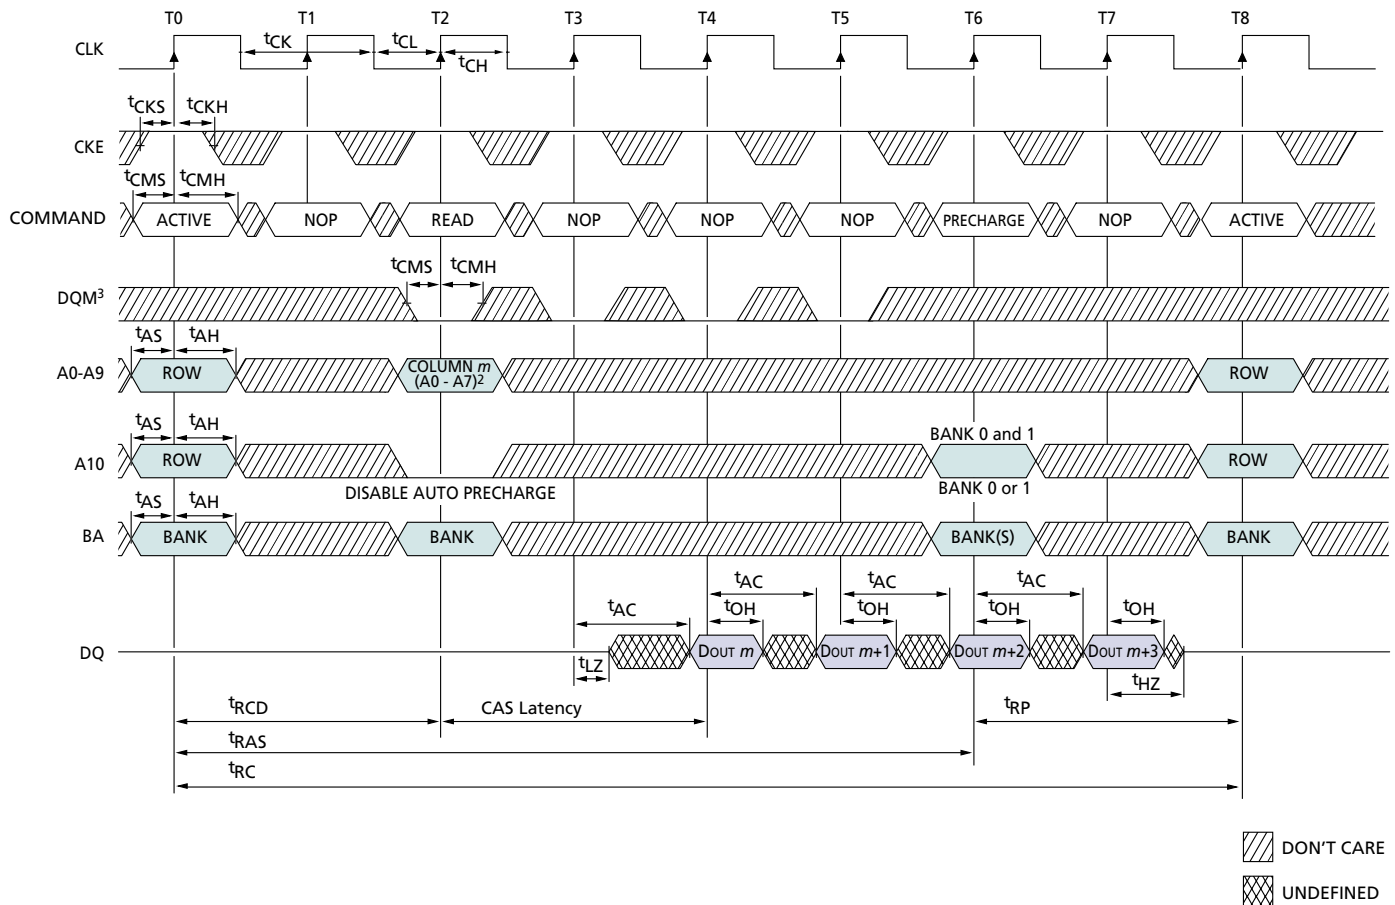 T0 T1 T2 T3 T4 T5 T6 T7 T8
CLK tCK tCL tCH
tCKS tCKH
CKE
tCMS tCMH
COMMAND ACTIVE NOP READ NOP NOP NOP PRECHARGE NOP ACTIVE
tCMS tCMH
DQM3
tAS tAH
A0-A9 ROW COLUMN m (A0 - A7)2 ROW
tAS tAH
BANK 0 and 1
A10 ROW ROW
DISABLE AUTO PRECHARGE BANK 0 or 1
tAS tAH
BA BANK BANK BANK(S) BANK
tAC tAC tAC
tAC tOH tOH tOH tOH
DQ DOUT m DOUT m+1 DOUT m+2 DOUT m+3
tLZ tHZ
tRCD CAS Latency tRP
tRAS
tRC
DON'T CARE
UNDEFINED